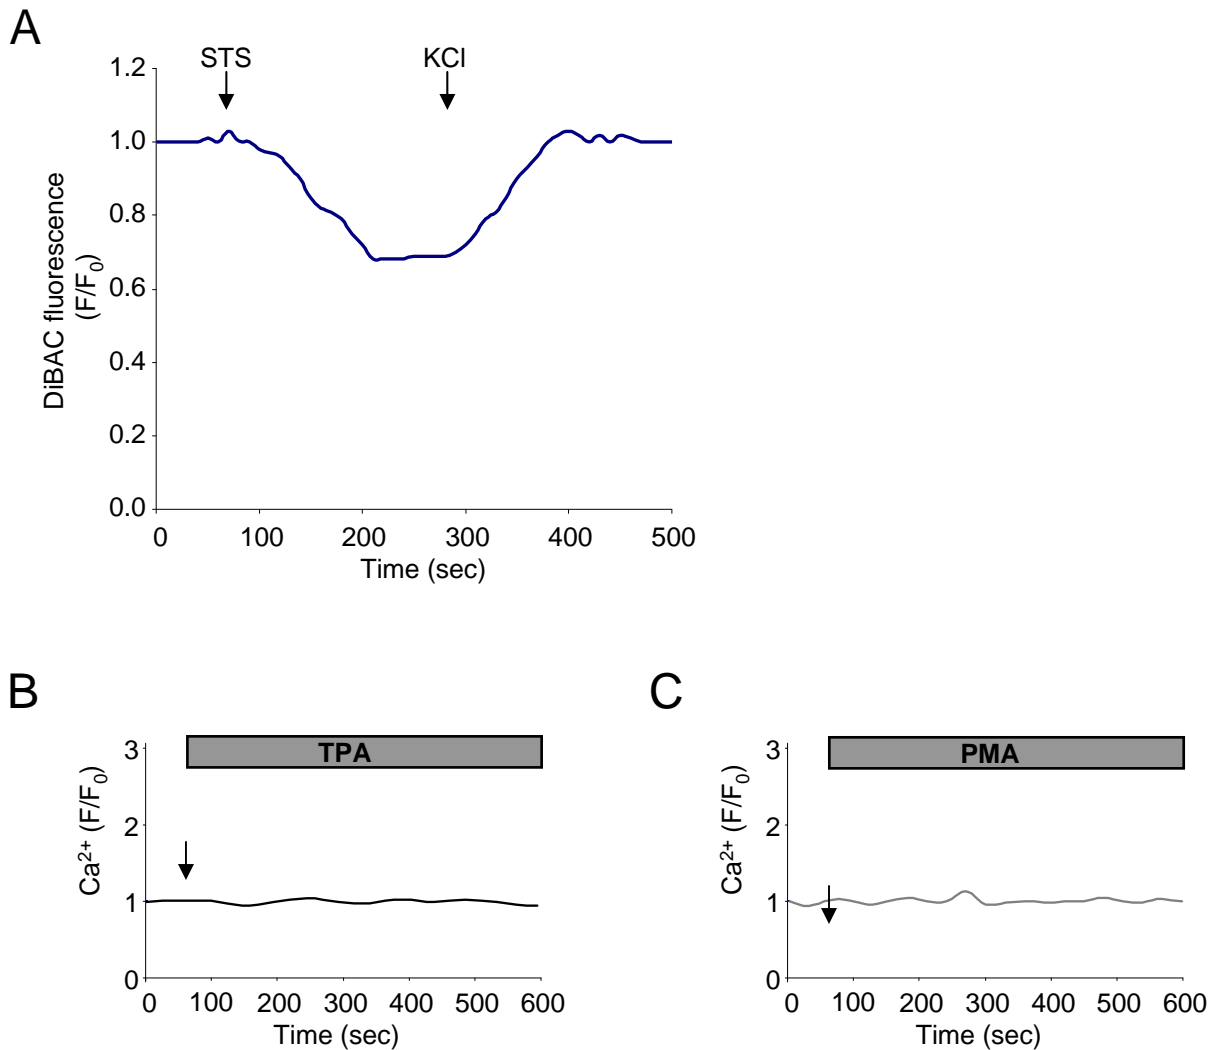 A
STS
KCl
1.2
1.0
0.8
0.6
0.4
0.2
0.0
DiBAC fluorescence
(F/F0)
0 100 200 300 400 500
Time (sec)
B
TPA
3
2
1
0
Ca2+ (F/F0)
0 100 200 300 400 500 600
Time (sec)
C
PMA
3
2
1
0
Ca2+ (F/F0)
0 100 200 300 400 500 600
Time (sec)